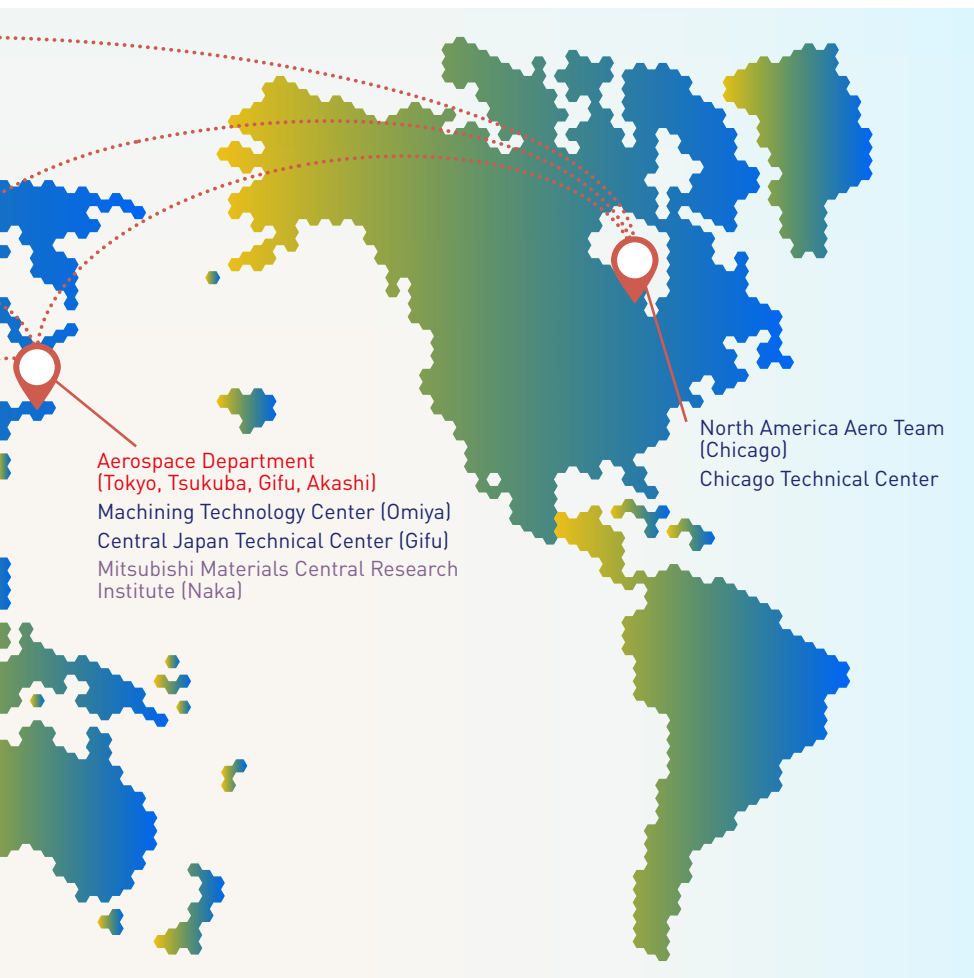 North America Aero Team
(Chicago)
Chicago Technical Center
Aerospace Department
(Tokyo, Tsukuba, Gifu, Akashi)
Machining Technology Center (Omiya)
Central Japan Technical Center (Gifu)
Mitsubishi Materials Central Research
Institute (Naka)